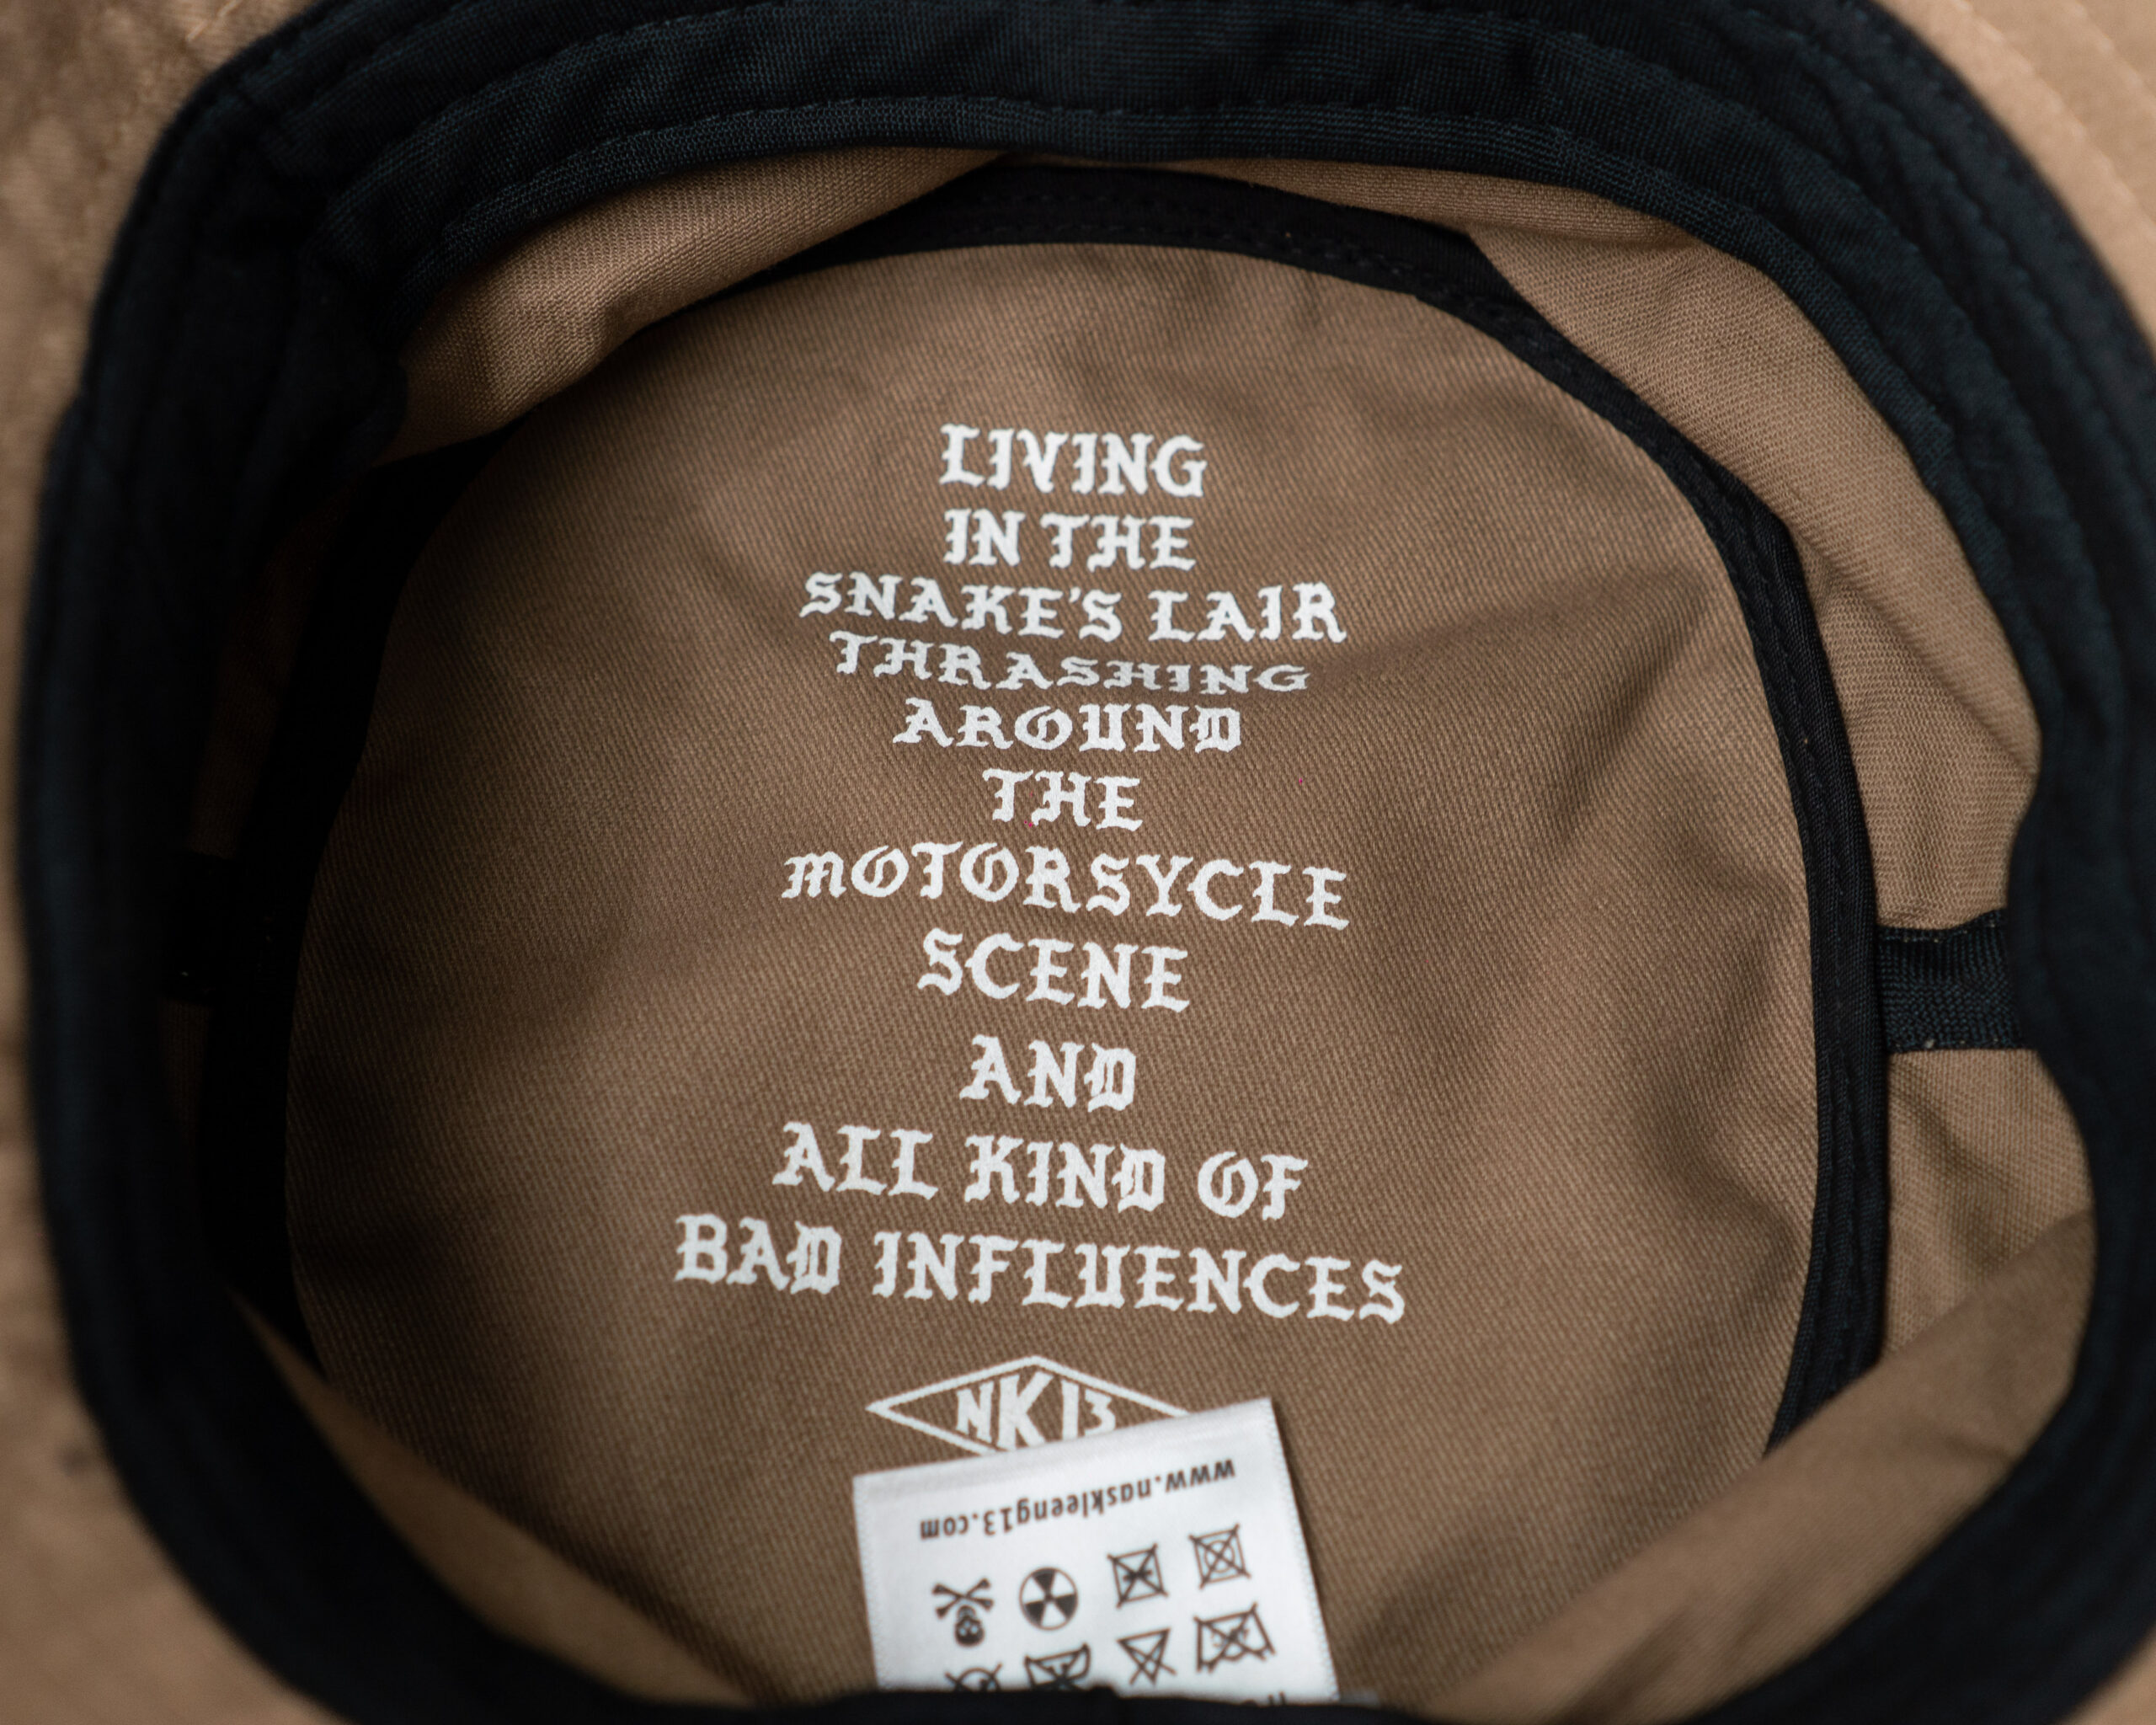 LIVING
IN THE
SNAKE'S LAIR
THRASHING
AROUND
THE
MOTORSYCLE
SCENE
AND
ALL KIND OF
BAD INFLUENCES
NK13
www.naskleeng13.com